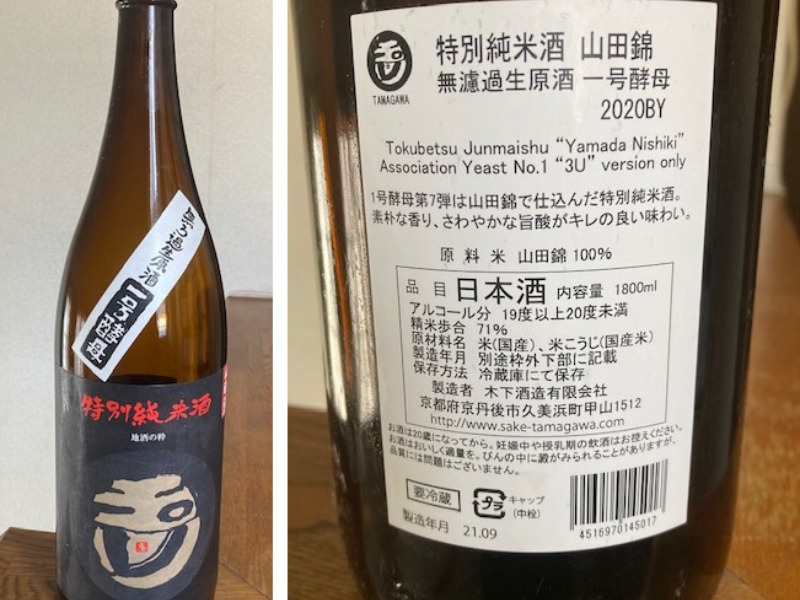 無ろ過生原酒
一号酵母
特別純米酒
地酒の粋
TAMAGAWA
特別純米酒 山田錦
無濾過生原酒 一号酵母
2020BY
Tokubetsu Junmaishu “Yamada Nishiki”
Association Yeast No.1 “3U” version only
1号酵母第7弾は山田錦で仕込んだ特別純米酒。
素朴な香り、さわやかな旨酸がキレの良い味わい。
原料米 山田錦100%
品目 日本酒 内容量 1800ml
アルコール分 19度以上20度未満
精米歩合 71%
原材料名 米(国産)、米こうじ(国産米)
製造年月 別途枠外下部に記載
保存方法 冷蔵庫にて保存
製造者 木下酒造有限会社
京都府京丹後市久美浜町甲山1512
http://www.sake-tamagawa.com
お酒は20歳になってから。妊娠中や授乳期の飲酒はお控えください。
お酒はおいしく適量を。びんの中に澱がみられることがありますが、
品質には問題はございません。
要冷蔵
プラ
キャップ
(中栓)
製造年月 21.09
4516970145017